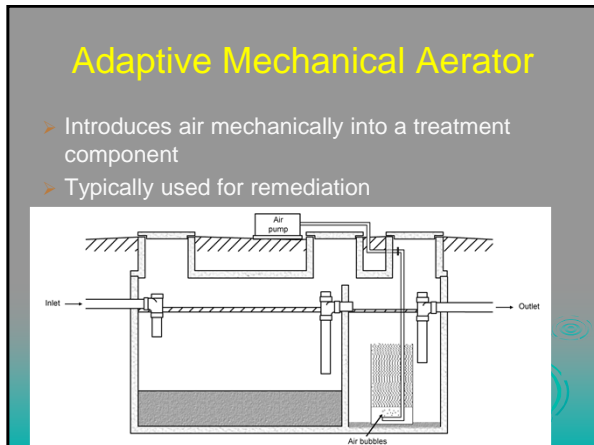 Adaptive Mechanical Aerator
Introduces air mechanically into a treatment
component
Typically used for remediation
Air
pump
Inlet
Outlet
Air bubbles